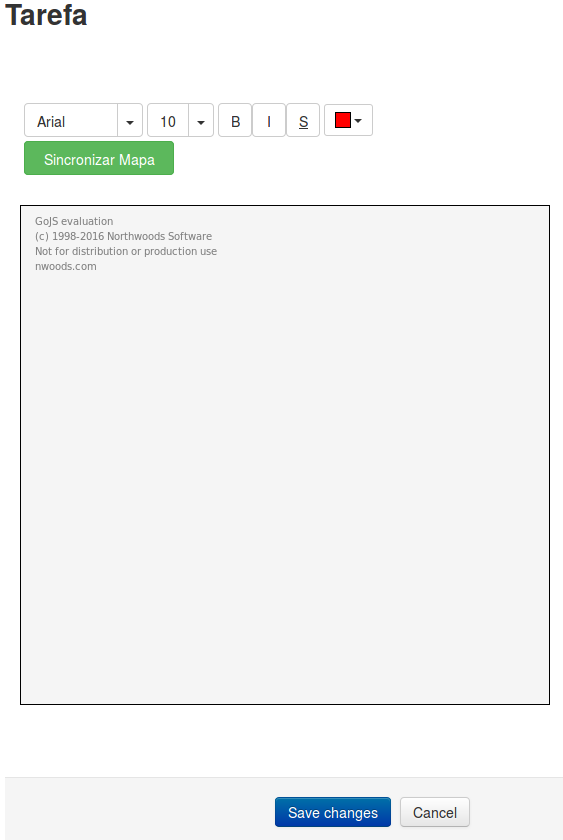 Tarefa
Arial 10 B I S
Sincronizar Mapa
GoJS evaluation
(c) 1998-2016 Northwoods Software
Not for distribution or production use
nwoods.com
Save changes Cancel